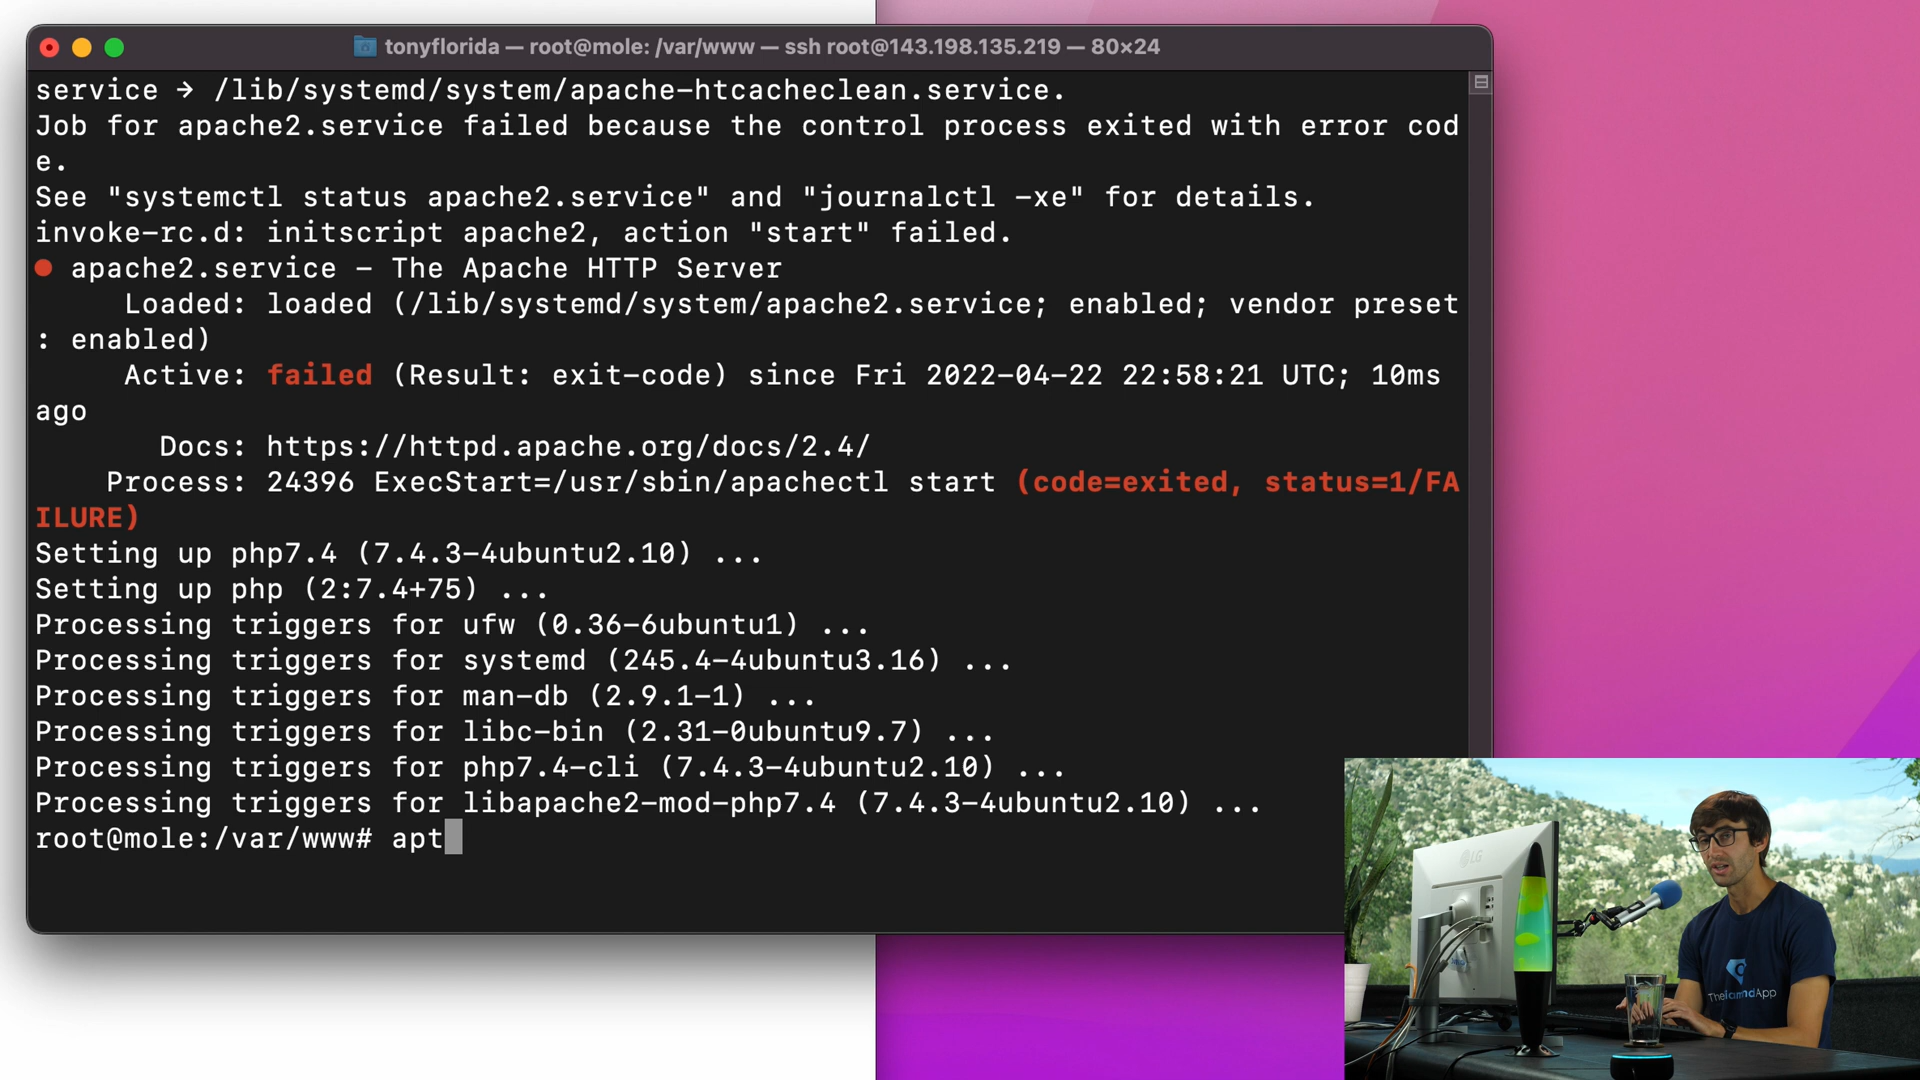 tonyflorida — root@mole: /var/www — ssh root@143.198.135.219 — 80×24
service → /lib/systemd/system/apache-htcacheclean.service.
Job for apache2.service failed because the control process exited with error cod
e.
See "systemctl status apache2.service" and "journalctl -xe" for details.
invoke-rc.d: initscript apache2, action "start" failed.
● apache2.service - The Apache HTTP Server
Loaded: loaded (/lib/systemd/system/apache2.service; enabled; vendor preset
: enabled)
Active: failed (Result: exit-code) since Fri 2022-04-22 22:58:21 UTC; 10ms
ago
Docs: https://httpd.apache.org/docs/2.4/
Process: 24396 ExecStart=/usr/sbin/apachectl start (code=exited, status=1/FA
ILURE)
Setting up php7.4 (7.4.3-4ubuntu2.10) ...
Setting up php (2:7.4+75) ...
Processing triggers for ufw (0.36-6ubuntu1) ...
Processing triggers for systemd (245.4-4ubuntu3.16) ...
Processing triggers for man-db (2.9.1-1) ...
Processing triggers for libc-bin (2.31-0ubuntu9.7) ...
Processing triggers for php7.4-cli (7.4.3-4ubuntu2.10) ...
Processing triggers for libapache2-mod-php7.4 (7.4.3-4ubuntu2.10) ...
root@mole:/var/www# apt
LG